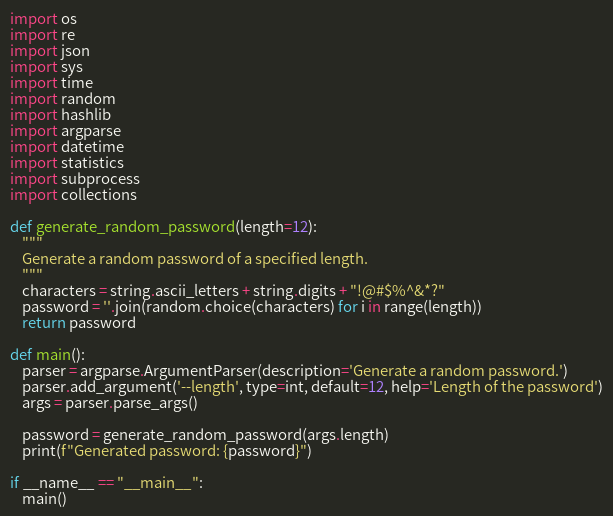 import os
import re
import json
import sys
import time
import random
import hashlib
import argparse
import datetime
import statistics
import subprocess
import collections

def generate_random_password(length=12):
    """
    Generate a random password of a specified length.
    """
    characters = string.ascii_letters + string.digits + "!@#$%^&*?"
    password = ''.join(random.choice(characters) for i in range(length))
    return password

def main():
    parser = argparse.ArgumentParser(description='Generate a random password.')
    parser.add_argument('--length', type=int, default=12, help='Length of the password')
    args = parser.parse_args()

    password = generate_random_password(args.length)
    print(f"Generated password: {password}")

if __name__ == "__main__":
    main()